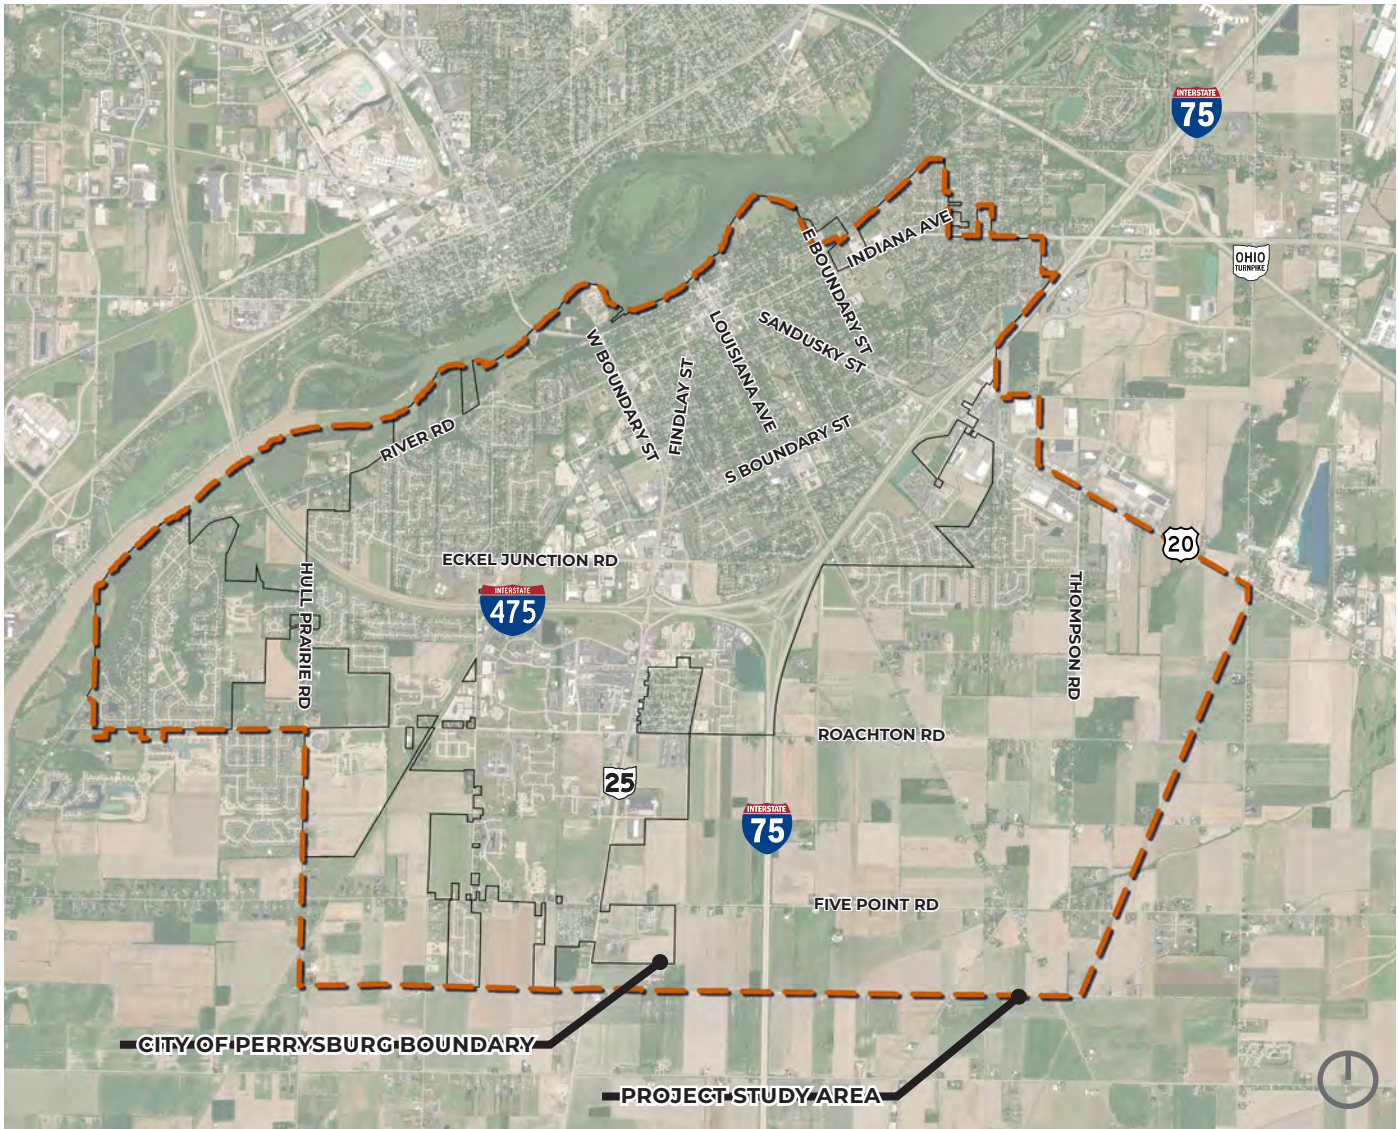 INTERSTATE
75
INDIANA AVE
E BOUNDARY ST
OHIO
TURNPIKE
SANDUSKY ST
LOUISIANA AVE
W BOUNDARY ST
FINDLAY ST
RIVER RD
S BOUNDARY ST
20
ECKEL JUNCTION RD
INTERSTATE
475
HULL PRAIRIE RD
THOMPSON RD
ROACHTON RD
25
INTERSTATE
75
FIVE POINT RD
CITY OF PERRYSBURG BOUNDARY
PROJECT STUDY AREA